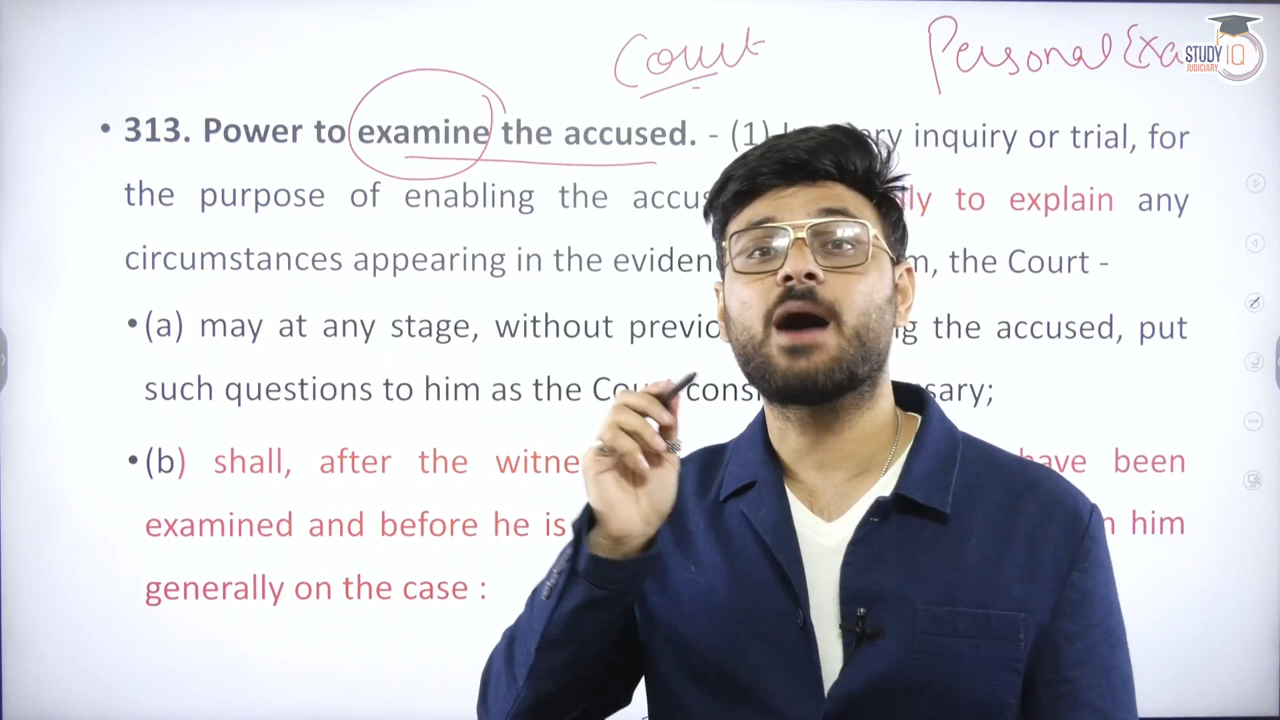 Court Personal Exa
STUDY IQ
JUDICIARY
• 313. Power to examine the accused. - (1) In every inquiry or trial, for
the purpose of enabling the accus ly to explain any
circumstances appearing in the eviden m, the Court -
• (a) may at any stage, without previo g the accused, put
such questions to him as the Court cons sary;
• (b) shall, after the witne have been
examined and before he is him
generally on the case :